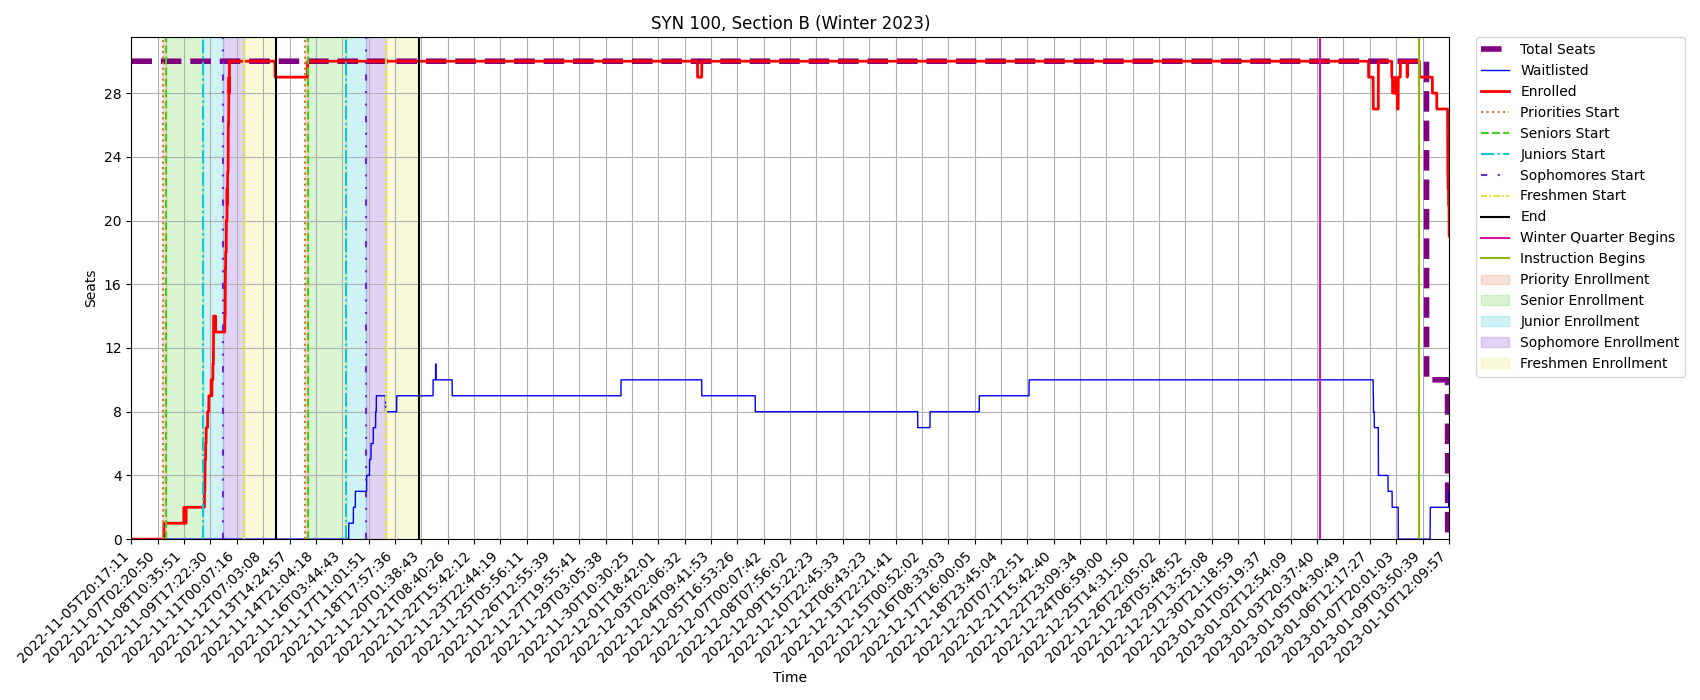 SYN 100, Section B (Winter 2023)
Seats
28
24
20
16
12
8
4
0
2022-11-05T20:17:11
2022-11-07T02:20:50
2022-11-08T10:35:51
2022-11-09T17:22:30
2022-11-11T00:07:16
2022-11-12T07:03:08
2022-11-13T14:24:57
2022-11-14T21:04:18
2022-11-16T03:44:43
2022-11-17T11:01:51
2022-11-18T17:57:36
2022-11-20T01:38:43
2022-11-21T08:40:26
2022-11-22T15:42:12
2022-11-23T22:44:19
2022-11-25T05:56:11
2022-11-26T12:55:39
2022-11-27T19:55:41
2022-11-29T03:05:38
2022-11-30T10:30:25
2022-12-01T18:42:01
2022-12-03T02:06:32
2022-12-04T09:41:53
2022-12-05T16:53:26
2022-12-07T00:07:42
2022-12-08T07:56:02
2022-12-09T15:22:23
2022-12-10T22:45:33
2022-12-12T06:43:23
2022-12-13T22:21:41
2022-12-15T00:52:02
2022-12-16T08:33:03
2022-12-17T16:00:05
2022-12-18T23:45:04
2022-12-20T07:22:51
2022-12-21T15:42:40
2022-12-22T23:09:34
2022-12-24T06:59:00
2022-12-25T14:31:50
2022-12-26T22:05:02
2022-12-28T05:48:52
2022-12-29T13:25:08
2022-12-30T21:18:59
2023-01-01T05:19:37
2023-01-02T12:54:09
2023-01-03T20:37:40
2023-01-05T04:30:49
2023-01-06T12:17:27
2023-01-07T20:01:03
2023-01-09T03:50:39
2023-01-10T12:09:57
Time
Total Seats
Waitlisted
Enrolled
Priorities Start
Seniors Start
Juniors Start
Sophomores Start
Freshmen Start
End
Winter Quarter Begins
Instruction Begins
Priority Enrollment
Senior Enrollment
Junior Enrollment
Sophomore Enrollment
Freshmen Enrollment